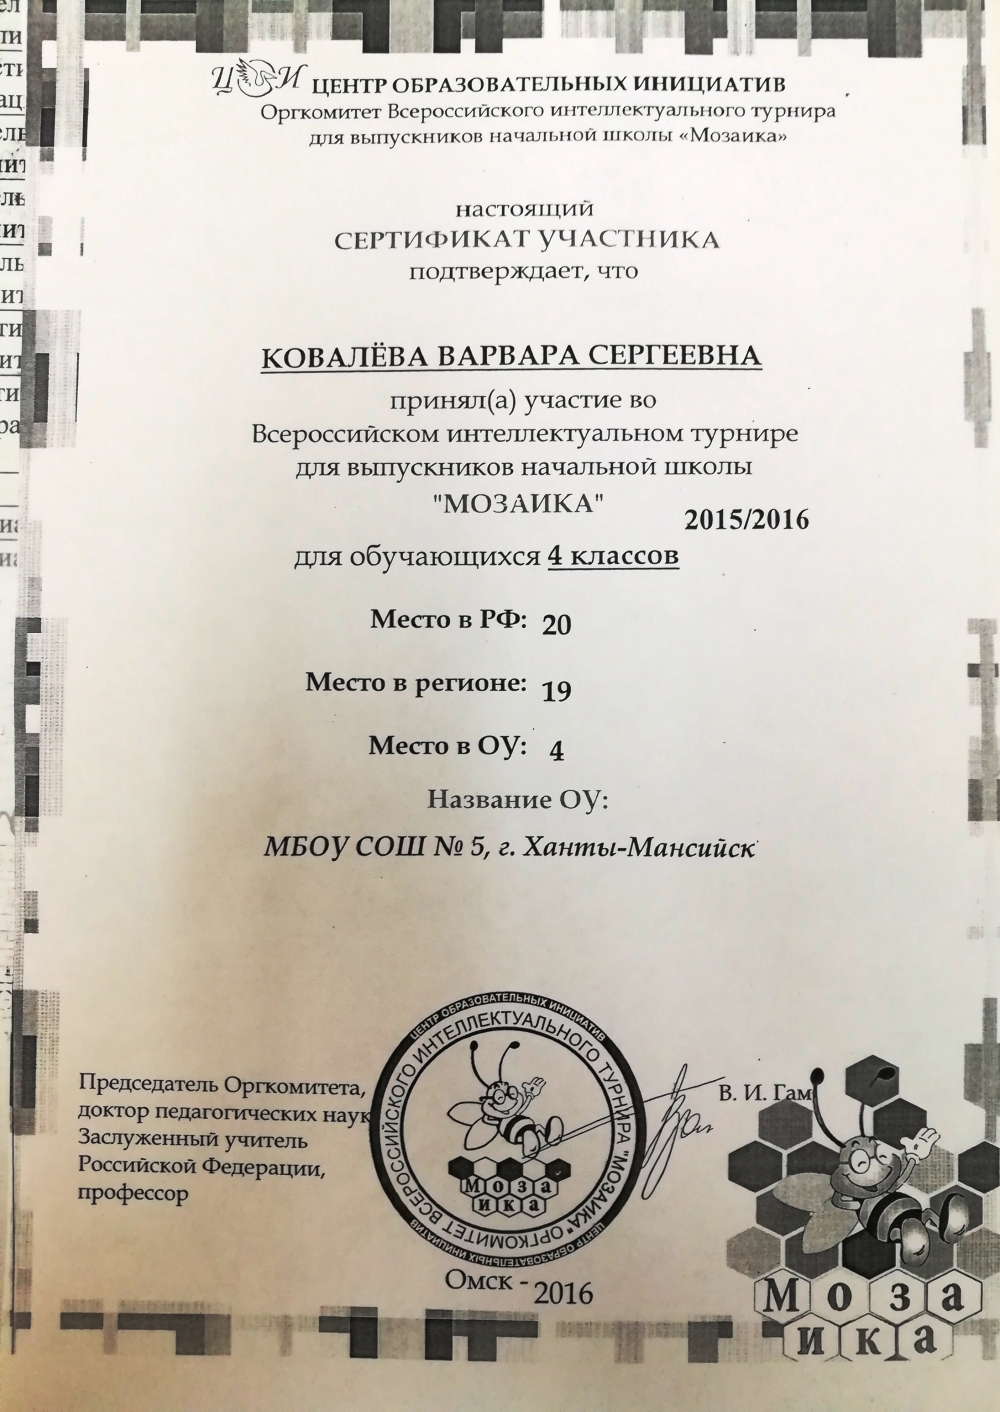 ЦОИ ЦЕНТР ОБРАЗОВАТЕЛЬНЫХ ИНИЦИАТИВ
Оргкомитет Всероссийского интеллектуального турнира
для выпускников начальной школы «Мозаика»
настоящий
СЕРТИФИКАТ УЧАСТНИКА
подтверждает, что
КОВАЛЁВА ВАРВАРА СЕРГЕЕВНА
принял(а) участие во
Всероссийском интеллектуальном турнире
для выпускников начальной школы
"МОЗАИКА"
2015/2016
для обучающихся 4 классов
Место в РФ: 20
Место в регионе: 19
Место в ОУ: 4
Название ОУ:
МБОУ СОШ № 5, г. Ханты-Мансийск
Председатель Оргкомитета,
доктор педагогических наук
Заслуженный учитель
Российской Федерации,
профессор
ЦЕНТР ОБРАЗОВАТЕЛЬНЫХ ИНИЦИАТИВ
ОРГКОМИТЕТ ВСЕРОССИЙСКОГО ИНТЕЛЛЕКТУАЛЬНОГО ТУРНИРА "МОЗАИКА"
ЦЕНТР ОБРАЗОВАТЕЛЬНЫХ ИНИЦИАТИВ
Моза
ика
В. И. Гам
Омск - 2016
Моза
ика